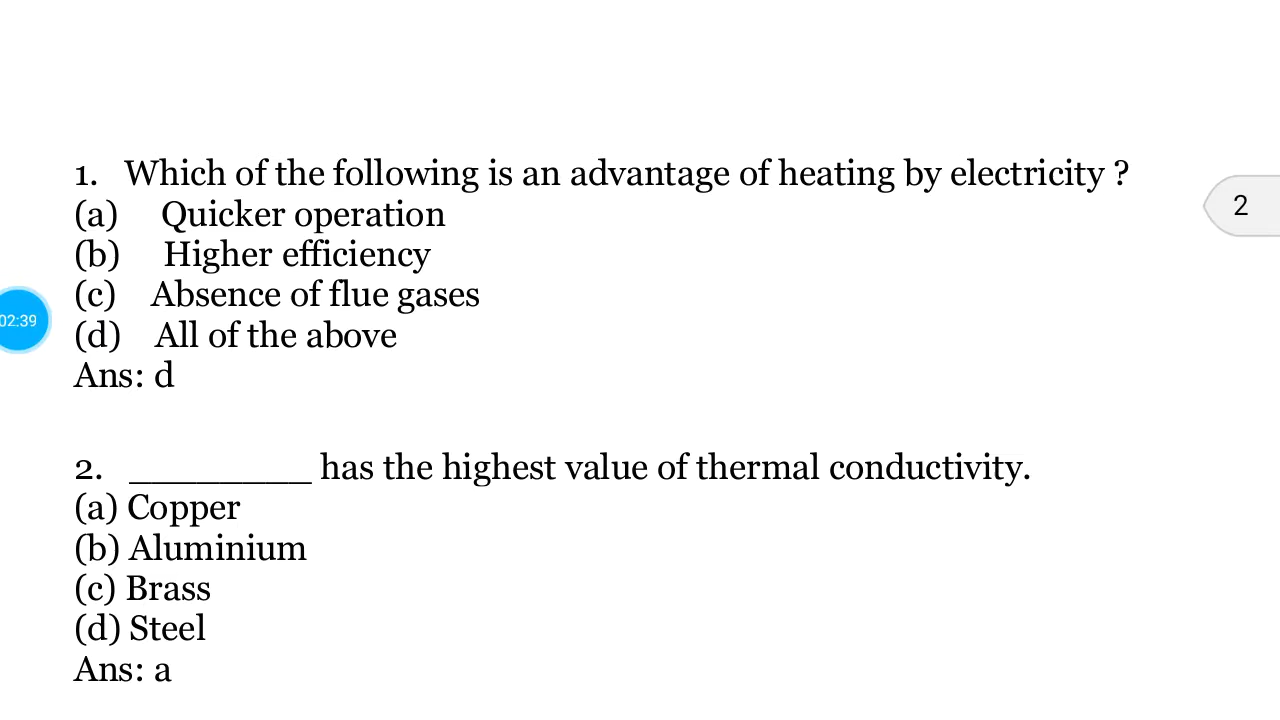 1. Which of the following is an advantage of heating by electricity ?
(a) Quicker operation
2
(b) Higher efficiency
(c) Absence of flue gases
02:39
(d) All of the above
Ans: d
2. ________ has the highest value of thermal conductivity.
(a) Copper
(b) Aluminium
(c) Brass
(d) Steel
Ans: a